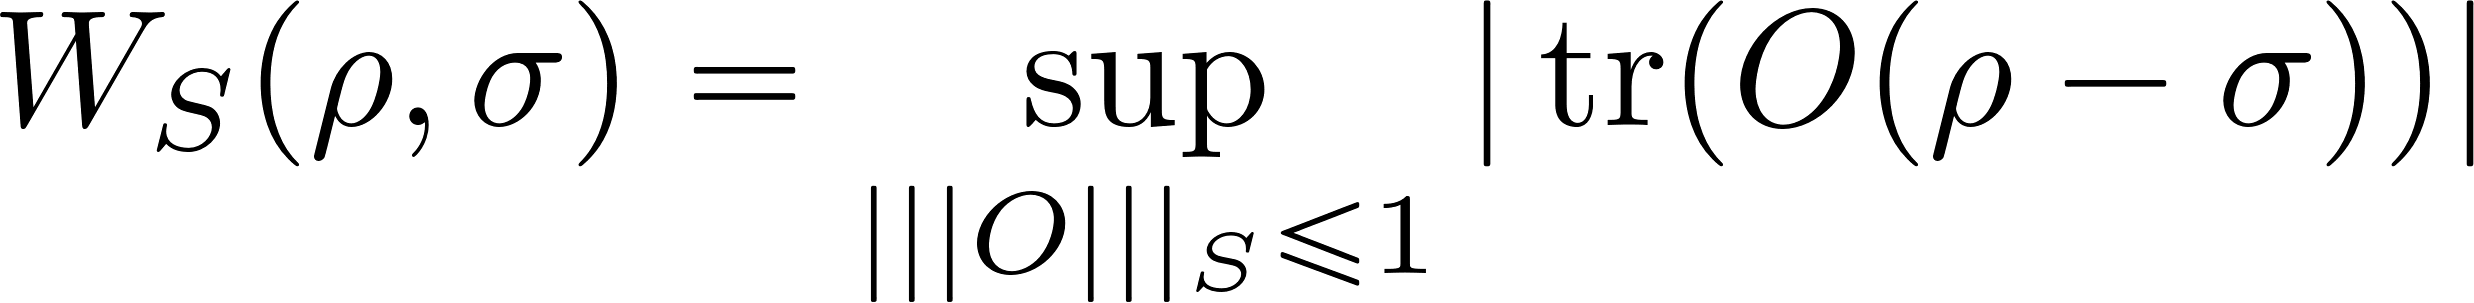 W_S(ρ, σ) = sup | tr(O(ρ − σ)) |
|||O|||_S ⩽ 1